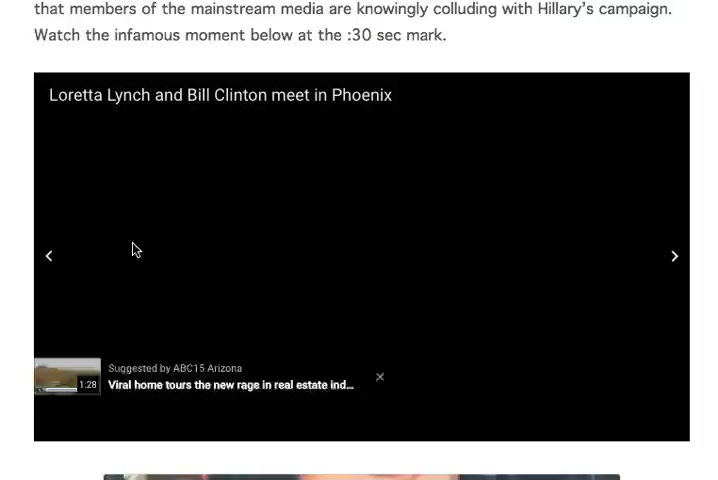 that members of the mainstream media are knowingly colluding with Hillary’s campaign.
Watch the infamous moment below at the :30 sec mark.
Loretta Lynch and Bill Clinton meet in Phoenix
Suggested by ABC15 Arizona
1:28
Viral home tours the new rage in real estate ind...